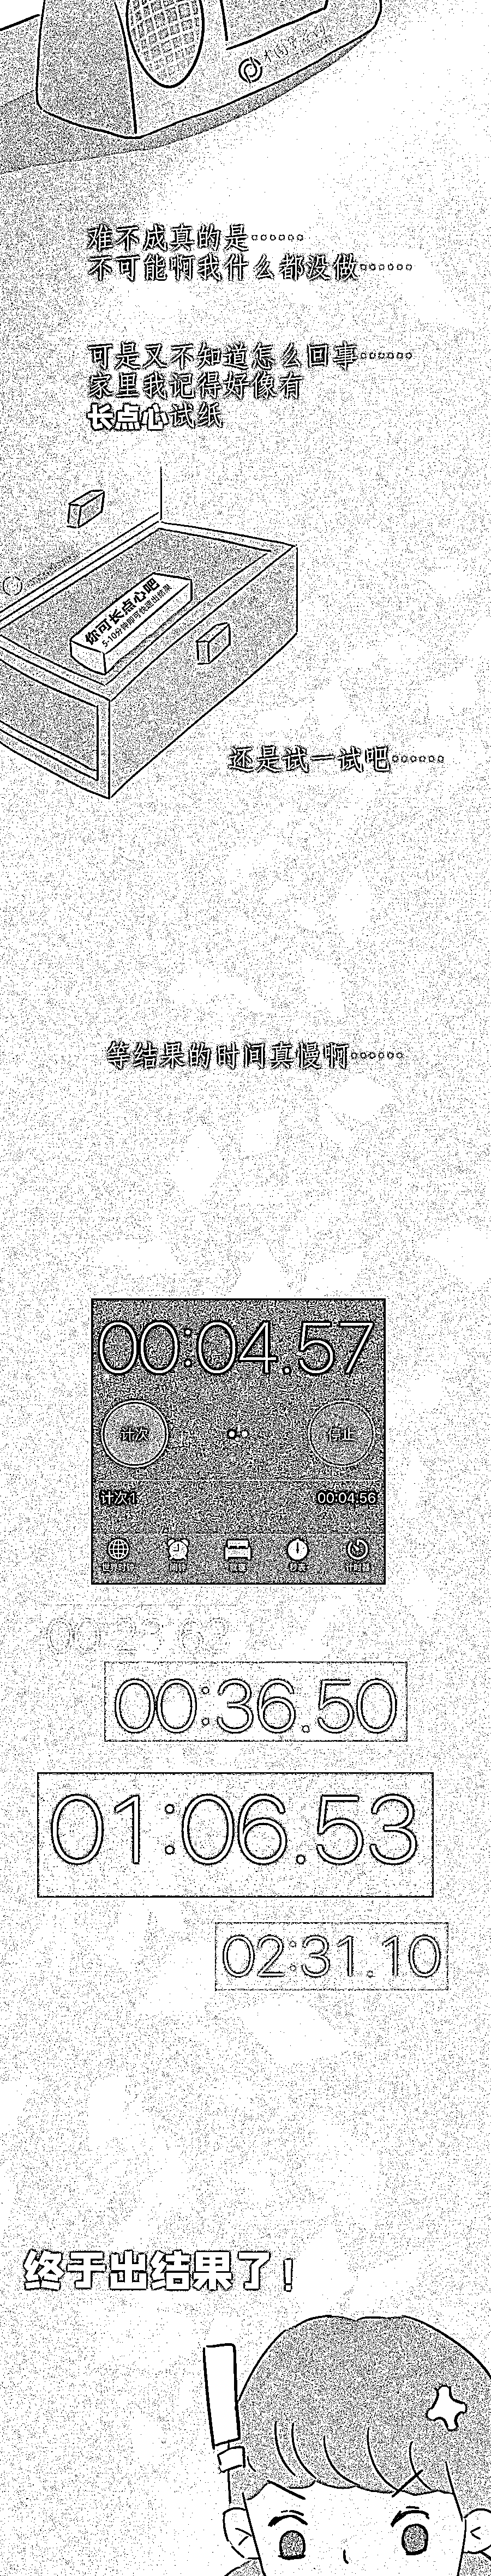 难不成真的是……
不可能啊我什么都没做……
可是又不知道怎么回事……
家里我记得好像有
长点心试纸
你可长点心吧
5-10分钟即可快速出结果
还是试一试吧……
等结果的时间真慢啊……
00:04.57
计次
停止
计次1
00:04.56
世界时钟
闹钟
秒表
计时器
00:23.62
00:36.50
01:06.53
02:31.10
终于出结果了！